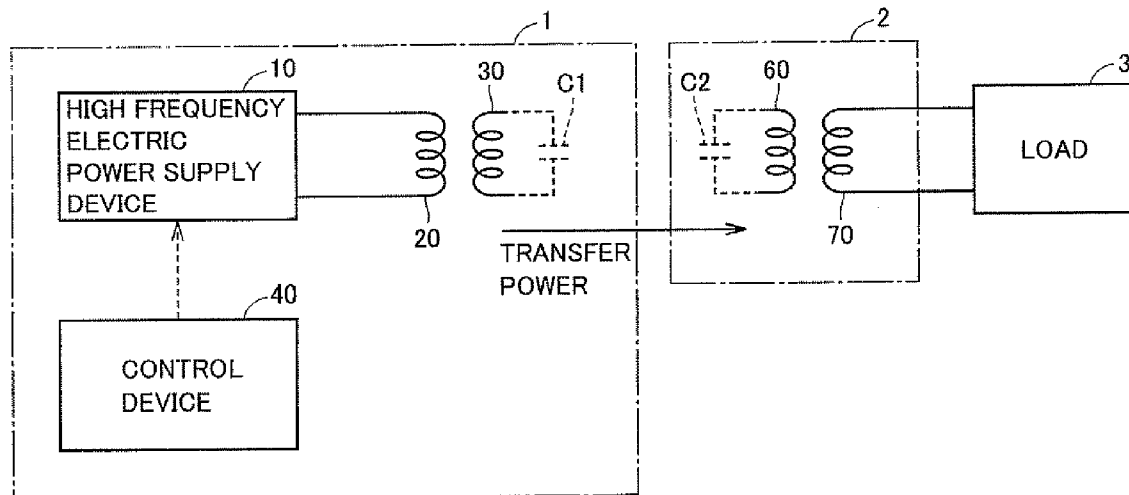 1
2
10
HIGH FREQUENCY
ELECTRIC
POWER SUPPLY
DEVICE
30
C1
20
C2
60
70
3
LOAD
TRANSFER
POWER
40
CONTROL
DEVICE